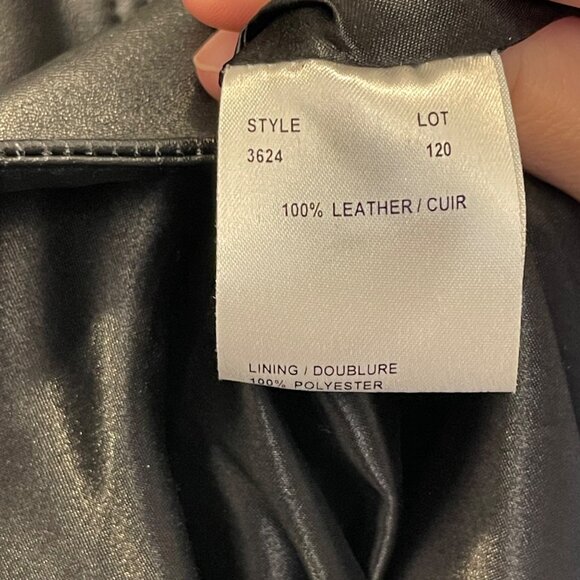 STYLE LOT
3624 120
100% LEATHER / CUIR
LINING / DOUBLURE
100% POLYESTER